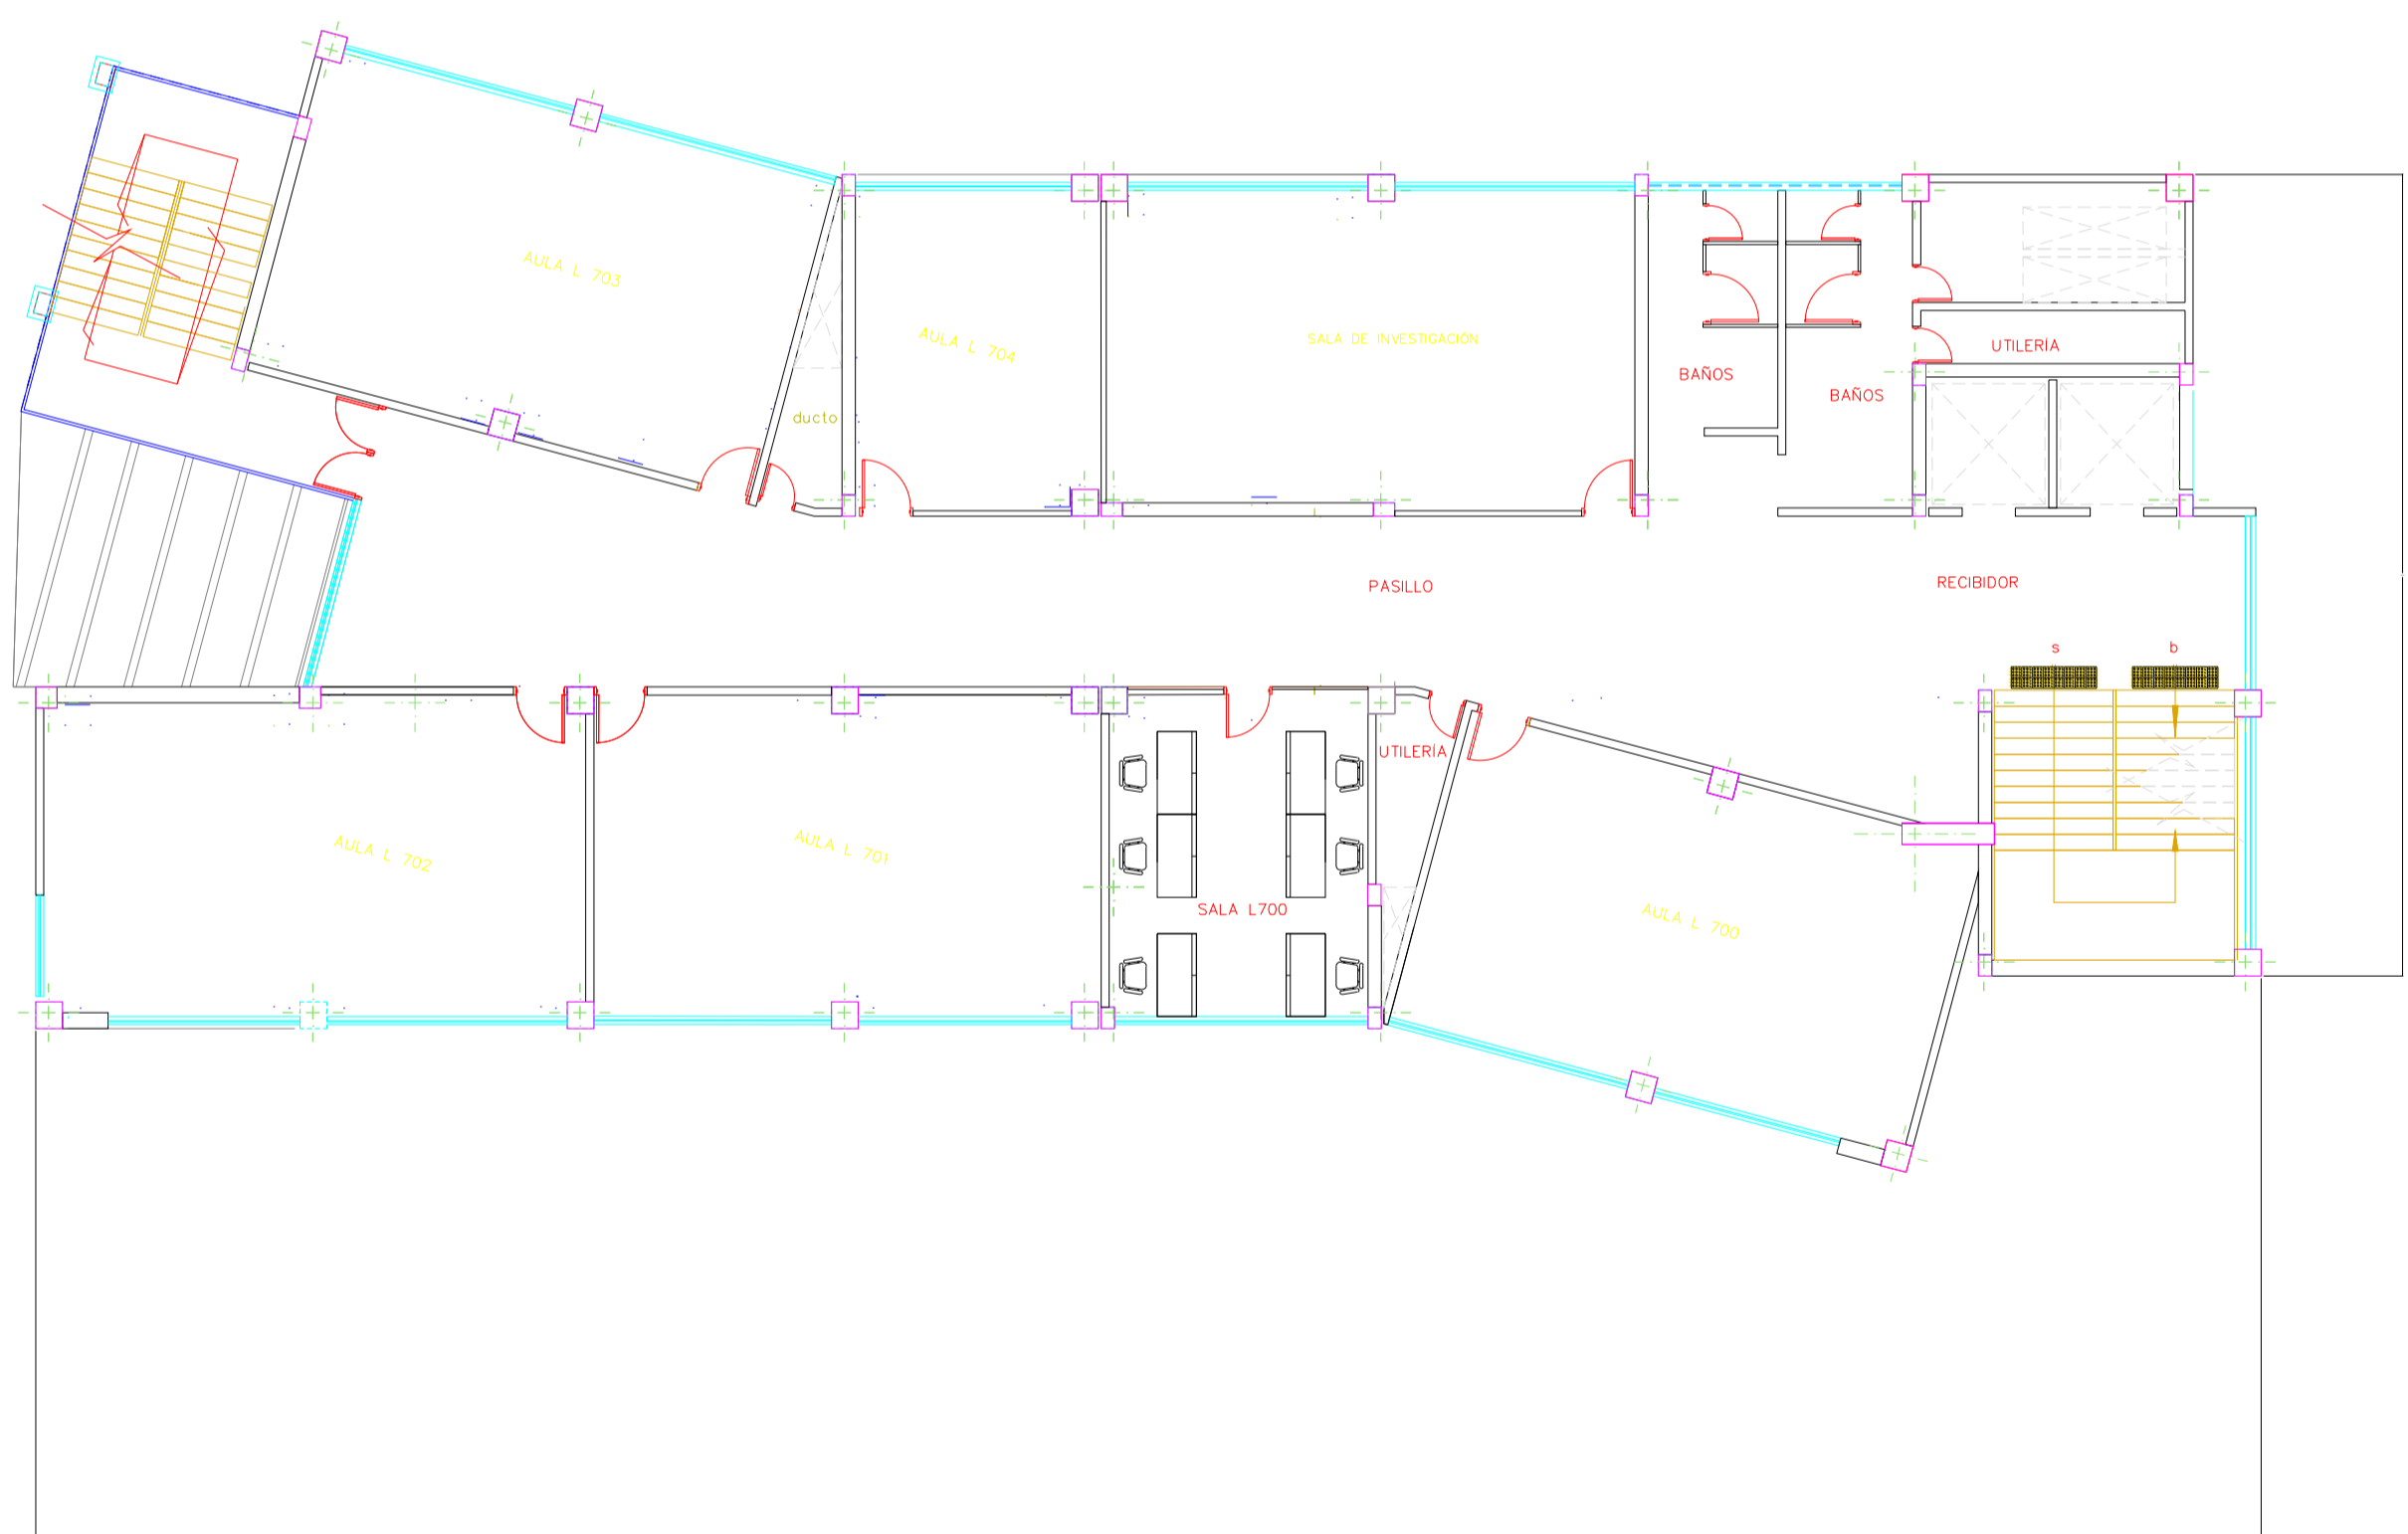 AULA L 703
AULA L 704
SALA DE INVESTIGACIÓN
UTILERÍA
BAÑOS
BAÑOS
ducto
PASILLO
RECIBIDOR
s
b
UTILERÍA
AULA L 702
AULA L 701
SALA L700
AULA L 700